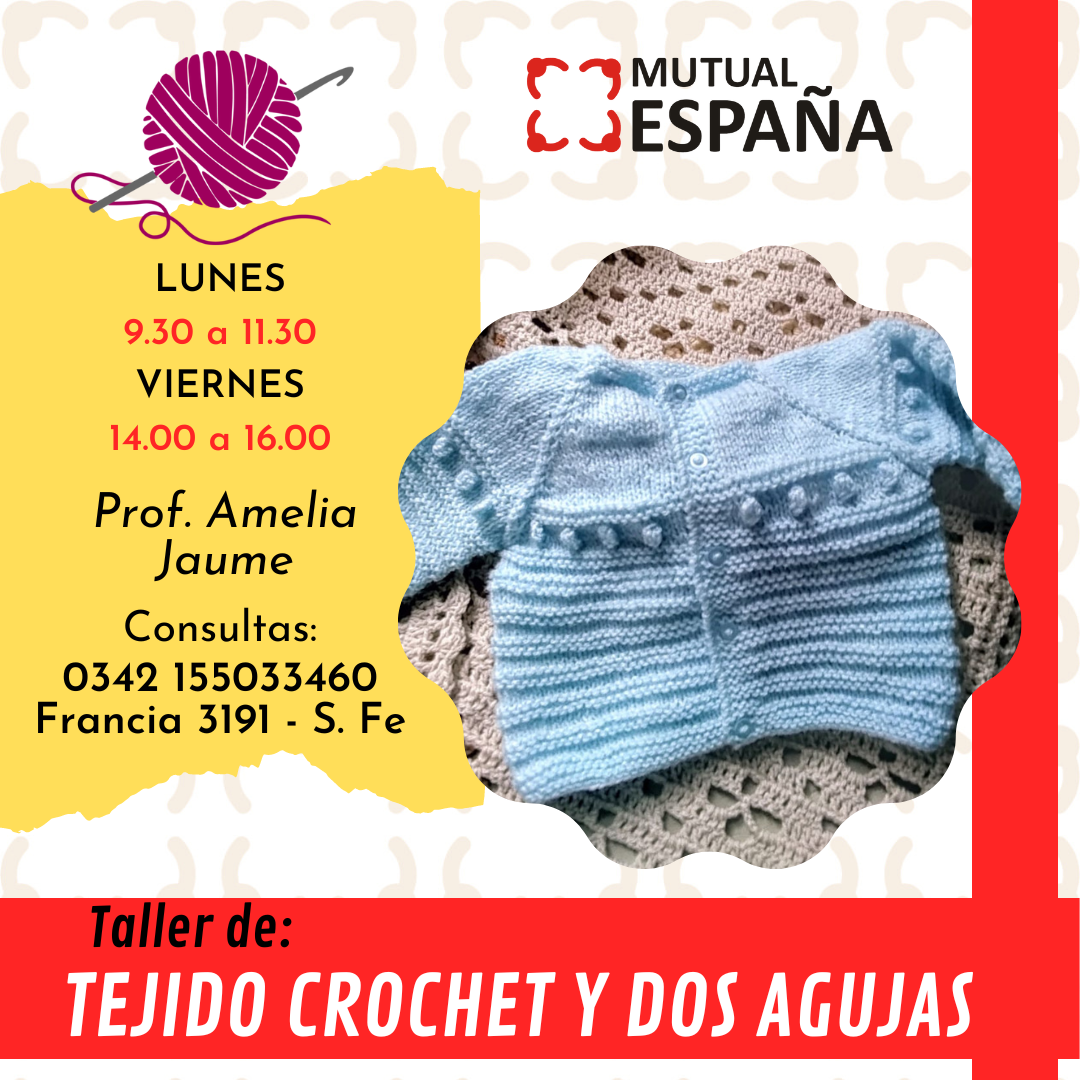 MUTUAL
ESPAÑA
LUNES
9.30 a 11.30
VIERNES
14.00 a 16.00
Prof. Amelia
Jaume
Consultas:
0342 155033460
Francia 3191 - S. Fe
Taller de:
TEJIDO CROCHET Y DOS AGUJAS